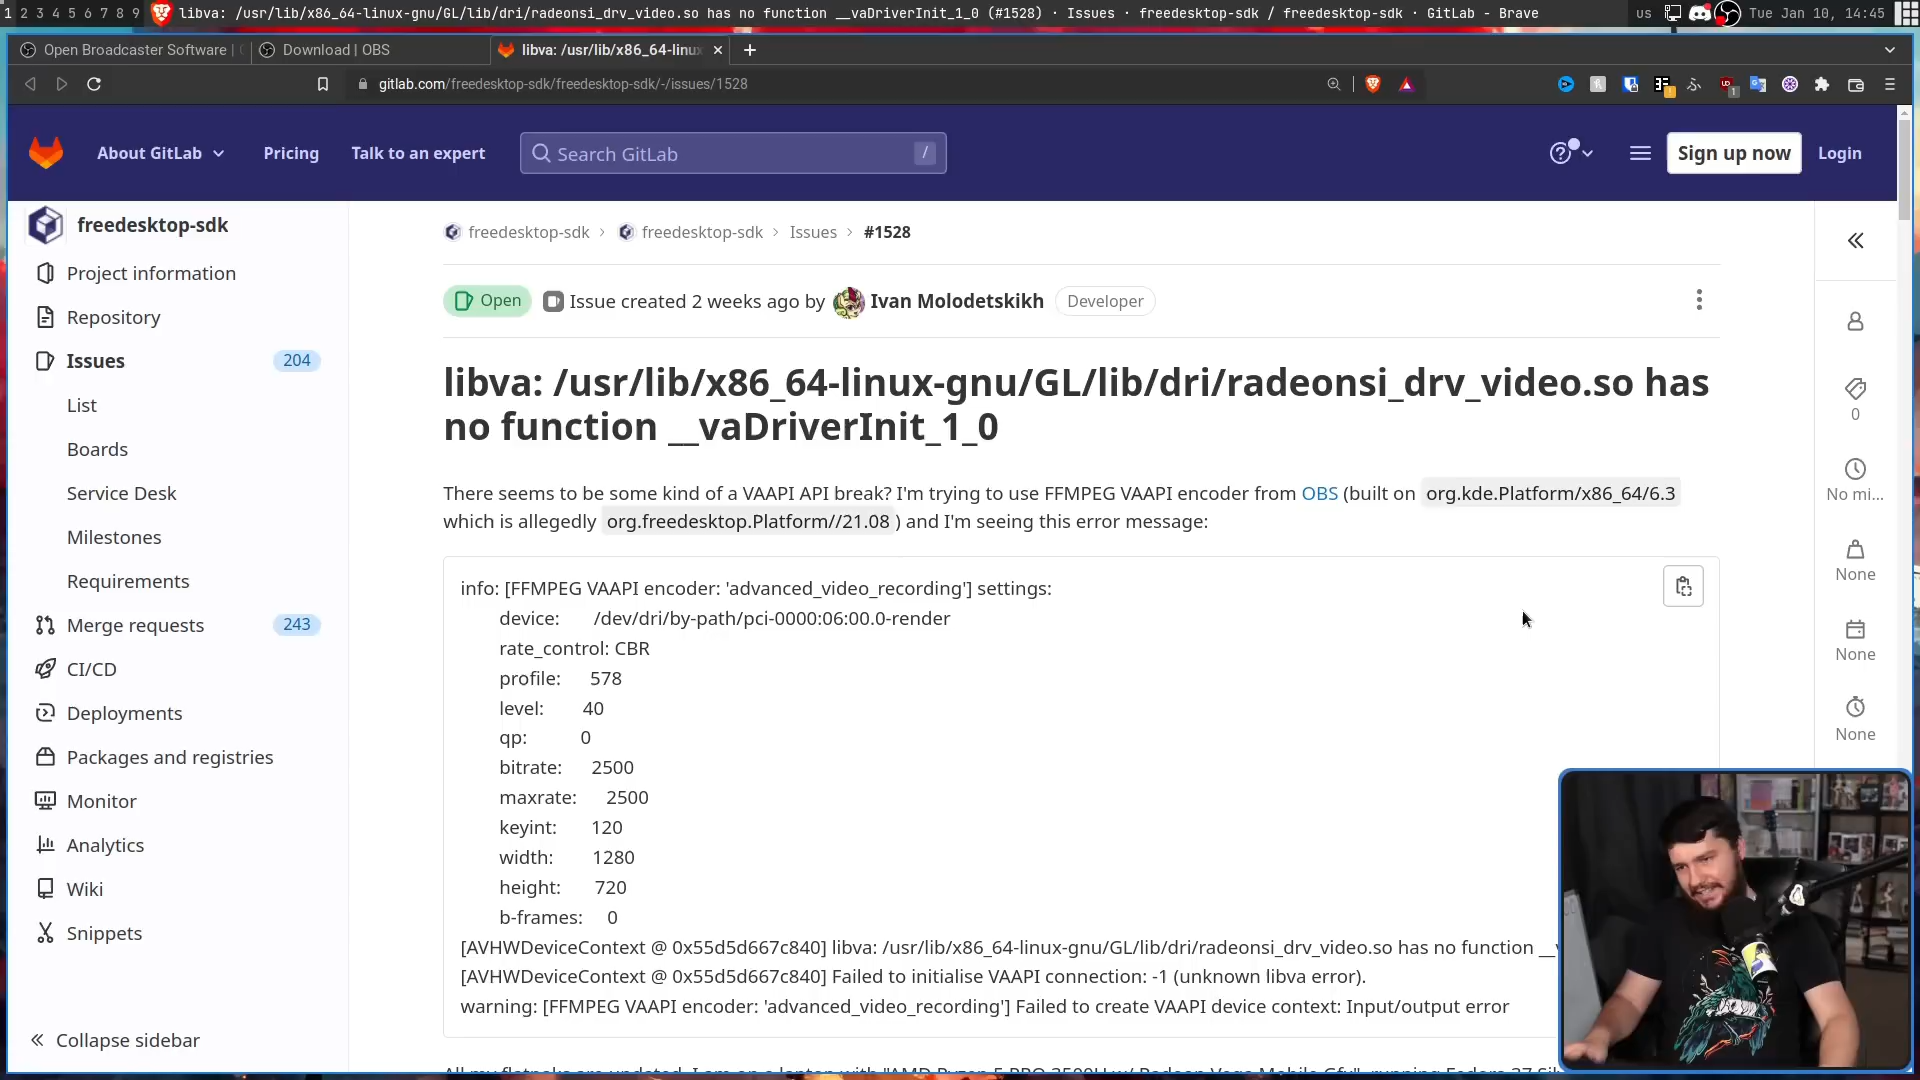 1 2 3 4 5 6 7 8 9 libva: /usr/lib/x86_64-linux-gnu/GL/lib/dri/radeonsi_drv_video.so has no function __vaDriverInit_1_0 (#1528) · Issues · freedesktop-sdk / freedesktop-sdk · GitLab - Brave us Tue Jan 10, 14:45
Open Broadcaster Software | Download | OBS libva: /usr/lib/x86_64-linux
gitlab.com/freedesktop-sdk/freedesktop-sdk/-/issues/1528
About GitLab Pricing Talk to an expert Search GitLab / Sign up now Login
freedesktop-sdk
Project information
Repository
Issues 204
List
Boards
Service Desk
Milestones
Requirements
Merge requests 243
CI/CD
Deployments
Packages and registries
Monitor
Analytics
Wiki
Snippets
Collapse sidebar
freedesktop-sdk › freedesktop-sdk › Issues › #1528
Open Issue created 2 weeks ago by Ivan Molodetskikh Developer
libva: /usr/lib/x86_64-linux-gnu/GL/lib/dri/radeonsi_drv_video.so has
no function __vaDriverInit_1_0
There seems to be some kind of a VAAPI API break? I'm trying to use FFMPEG VAAPI encoder from OBS (built on org.kde.Platform/x86_64/6.3
which is allegedly org.freedesktop.Platform//21.08 ) and I'm seeing this error message:
info: [FFMPEG VAAPI encoder: 'advanced_video_recording'] settings:
device: /dev/dri/by-path/pci-0000:06:00.0-render
rate_control: CBR
profile: 578
level: 40
qp: 0
bitrate: 2500
maxrate: 2500
keyint: 120
width: 1280
height: 720
b-frames: 0
[AVHWDeviceContext @ 0x55d5d667c840] libva: /usr/lib/x86_64-linux-gnu/GL/lib/dri/radeonsi_drv_video.so has no function __
[AVHWDeviceContext @ 0x55d5d667c840] Failed to initialise VAAPI connection: -1 (unknown libva error).
warning: [FFMPEG VAAPI encoder: 'advanced_video_recording'] Failed to create VAAPI device context: Input/output error
0
No mi...
None
None
None